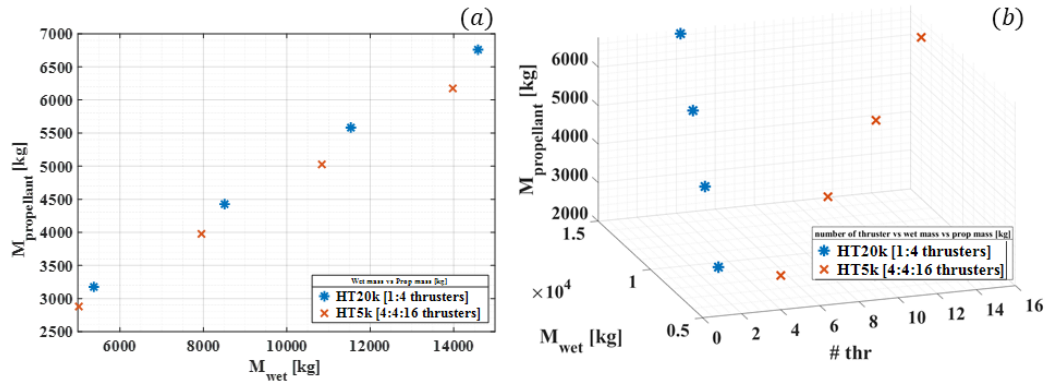 (a)
7000
6500
6000
5500
5000
4500
4000
3500
3000
2500
M_propellant [kg]
6000 8000 10000 12000 14000
M_wet [kg]
Wet mass vs Prop mass [kg]
HT20k [1:4 thrusters]
HT5k [4:4:16 thrusters]
(b)
6000
5000
4000
3000
2000
M_propellant [kg]
1.5
1
0.5
×10^4
M_wet [kg]
0 2 4 6 8 10 12 14 16
# thr
number of thruster vs wet mass vs prop mass [kg]
HT20k [1:4 thrusters]
HT5k [4:4:16 thrusters]